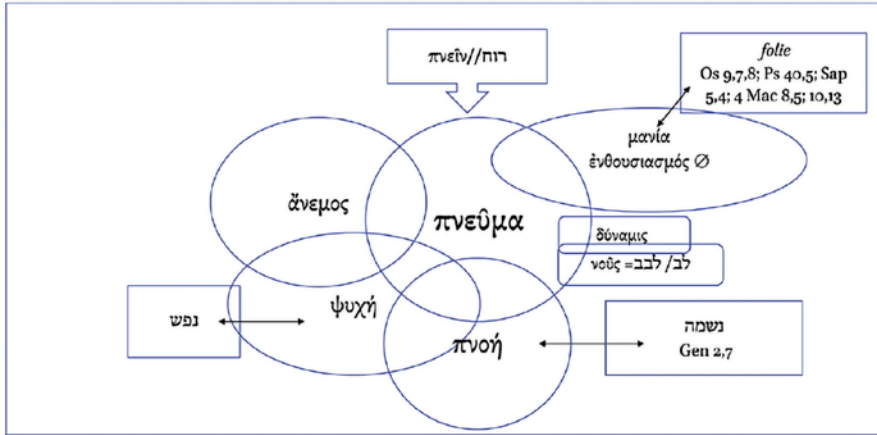 πνεῖν//רוח
folie
Os 9,7,8; Ps 40,5; Sap
5,4; 4 Mac 8,5; 10,13
μανία
ἐνθουσιασμός ∅
ἄνεμος
πνεῦμα
δύναμις
νοῦς =לב/ לבב
נפש
ψυχή
πνοή
נשמה
Gen 2,7